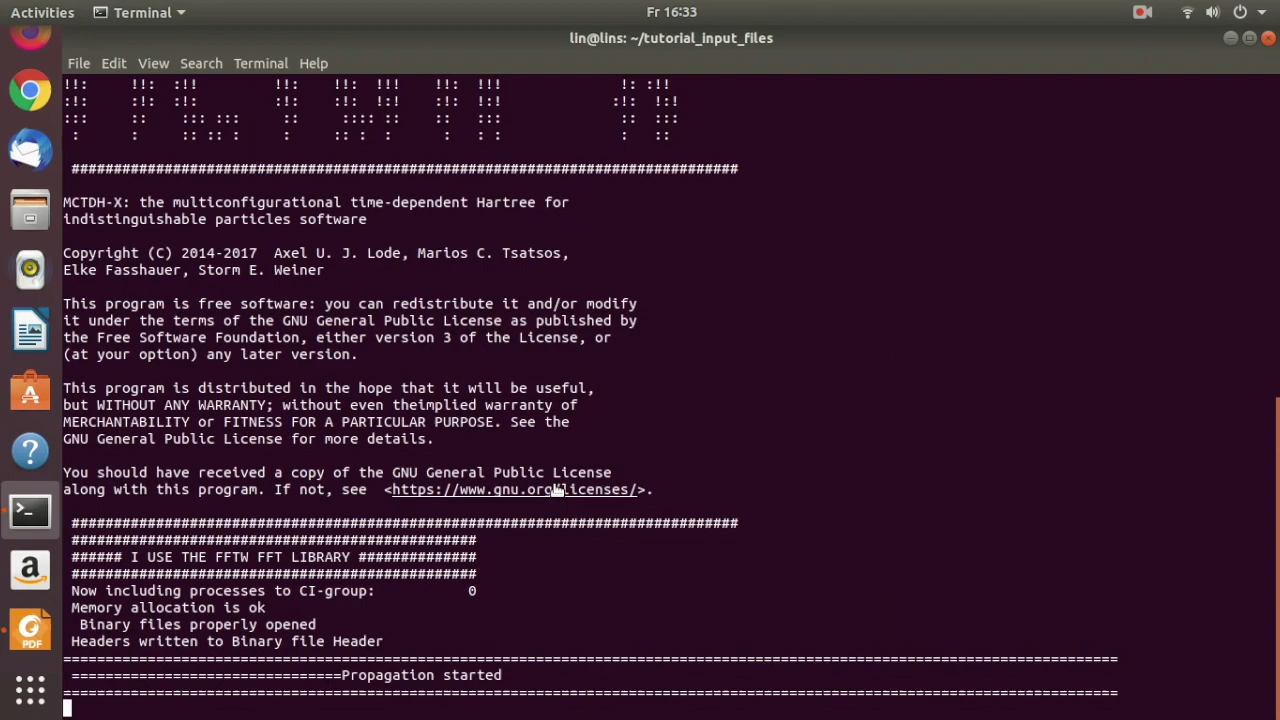 Activities Terminal Fr 16:33
lin@lins: ~/tutorial_input_files
File Edit View Search Terminal Help
!!: !!: :!! !!: !!: !!! !!: !!! !: :!!
:!: :!: :!: :!: :!: !:! :!: !:! :!: !:!
::: :: ::: ::: :: :::: :: :: ::: :: :::
: : :: :: : : :: : : : : : : ::
###############################################################################
MCTDH-X: the multiconfigurational time-dependent Hartree for
indistinguishable particles software
Copyright (C) 2014-2017 Axel U. J. Lode, Marios C. Tsatsos,
Elke Fasshauer, Storm E. Weiner
This program is free software: you can redistribute it and/or modify
it under the terms of the GNU General Public License as published by
the Free Software Foundation, either version 3 of the License, or
(at your option) any later version.
This program is distributed in the hope that it will be useful,
but WITHOUT ANY WARRANTY; without even theimplied warranty of
MERCHANTABILITY or FITNESS FOR A PARTICULAR PURPOSE. See the
GNU General Public License for more details.
You should have received a copy of the GNU General Public License
along with this program. If not, see <https://www.gnu.org/licenses/>.
###############################################################################
################################################
###### I USE THE FFTW FFT LIBRARY ##############
################################################
Now including processes to CI-group: 0
Memory allocation is ok
Binary files properly opened
Headers written to Binary file Header
=============================================================================================================================
================================Propagation started
=============================================================================================================================
a
PDF